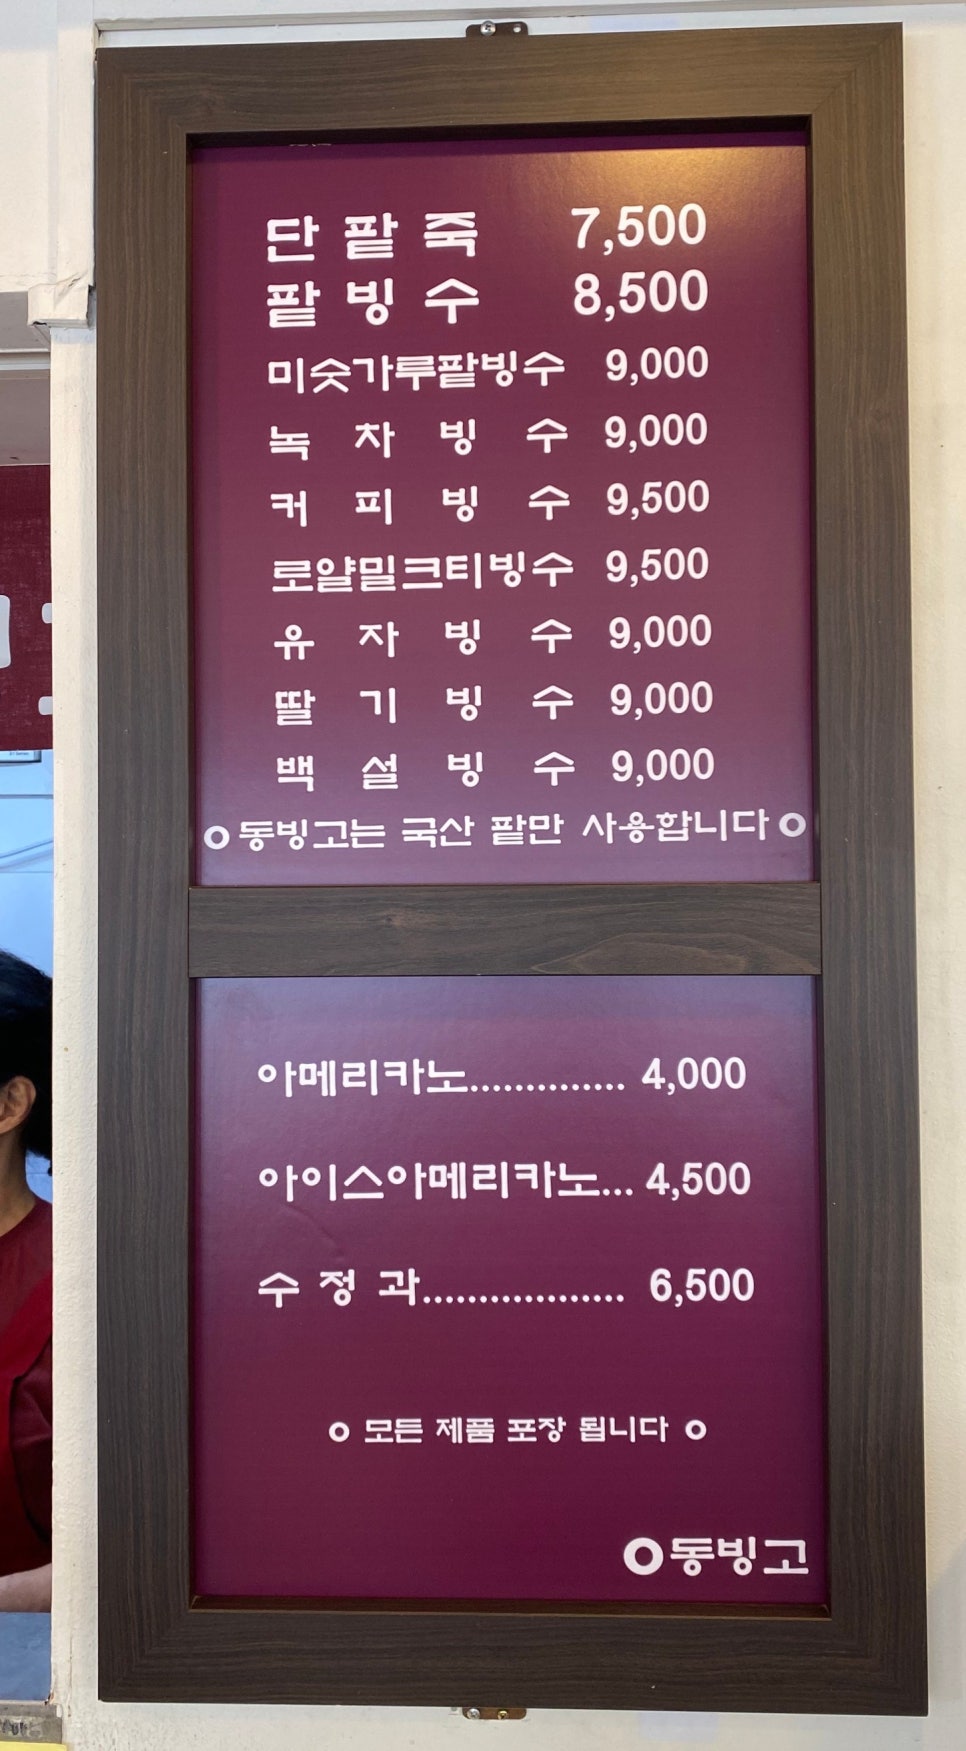 단팥죽 7,500
팥빙수 8,500
미숫가루팥빙수 9,000
녹차빙수 9,000
커피빙수 9,500
로얄밀크티빙수 9,500
유자빙수 9,000
딸기빙수 9,000
백설빙수 9,000
동빙고는 국산 팥만 사용합니다
아메리카노.............. 4,000
아이스아메리카노... 4,500
수정과.................. 6,500
모든 제품 포장 됩니다
동빙고